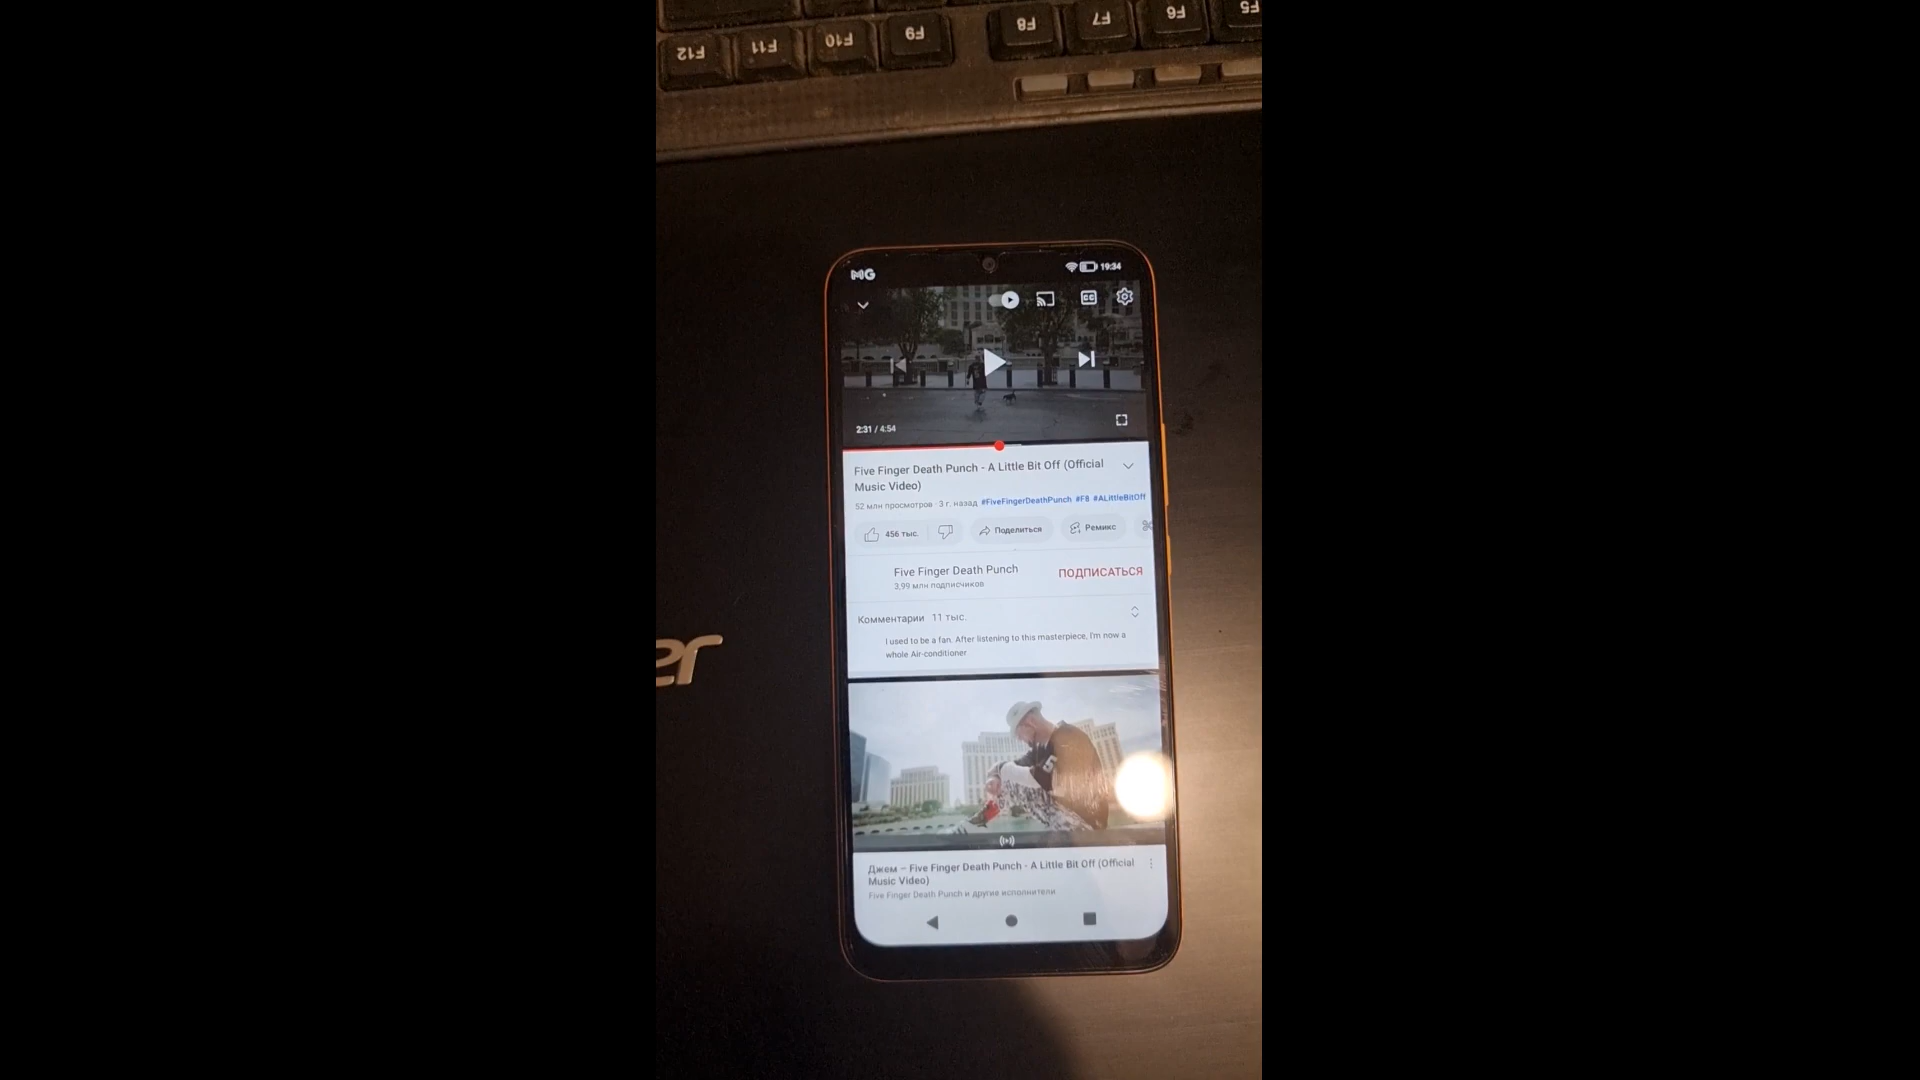 F12 F11 F10 F9 F8 F7 F6 F5
MG 19:34
CC
2:31 / 4:54
Five Finger Death Punch - A Little Bit Off (Official
Music Video)
52 млн просмотров · 3 г. назад #FiveFingerDeathPunch #F8 #ALittleBitOff
456 тыс. Поделиться Ремикс
Five Finger Death Punch
3,99 млн подписчиков
ПОДПИСАТЬСЯ
Комментарии 11 тыс.
I used to be a fan. After listening to this masterpiece, I'm now a
whole Air-conditioner
er
5
Джем – Five Finger Death Punch - A Little Bit Off (Official
Music Video)
Five Finger Death Punch и другие исполнители